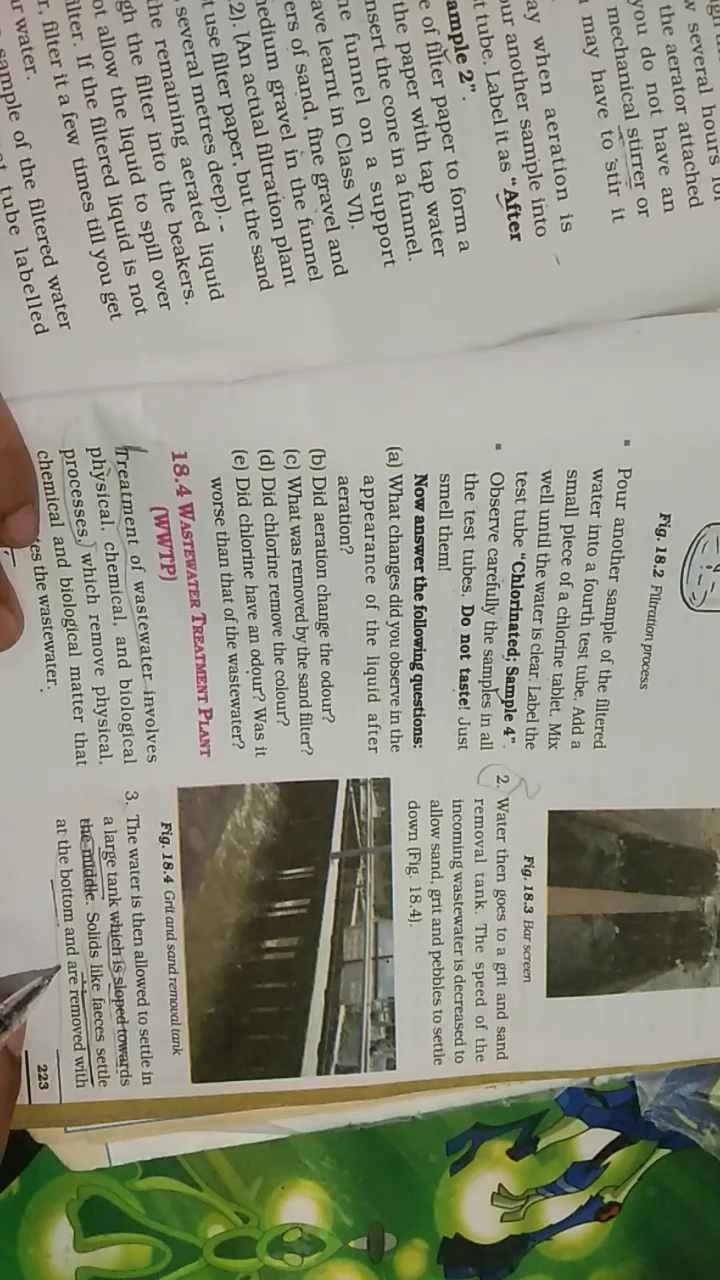 w several hours
the aerator attached
you do not have an
mechanical stirrer or
may have to stir it
ay when aeration is
our another sample into
t tube. Label it as "After
ample 2".
e of filter paper to form a
the paper with tap water
nsert the cone in a funnel.
ne funnel on a support
ave learnt in Class VI).
ers of sand, fine gravel and
nedium gravel in the funnel
2). (An actual filtration plant
t use filter paper, but the sand
several metres deep).
the remaining aerated liquid
gh the filter into the beakers.
ot allow the liquid to spill over
ilter. If the filtered liquid is not
r, filter it a few times till you get
r water.
sample of the filtered water
tube labelled
Fig. 18.2 Filtration process
▪ Pour another sample of the filtered
water into a fourth test tube. Add a
small piece of a chlorine tablet. Mix
well until the water is clear. Label the
test tube "Chlorinated; Sample 4".
▪ Observe carefully the samples in all
the test tubes. Do not taste! Just
smell them!
Now answer the following questions:
(a) What changes did you observe in the
appearance of the liquid after
aeration?
(b) Did aeration change the odour?
(c) What was removed by the sand filter?
(d) Did chlorine remove the colour?
(e) Did chlorine have an odour? Was it
worse than that of the wastewater?
18.4 WASTEWATER TREATMENT PLANT
(WWTP)
Treatment of wastewater involves
physical, chemical, and biological
processes, which remove physical,
chemical and biological matter that
es the wastewater.
Fig. 18.3 Bar screen
2. Water then goes to a grit and sand
removal tank. The speed of the
incoming wastewater is decreased to
allow sand, grit and pebbles to settle
down (Fig. 18.4).
Fig. 18.4 Grit and sand removal tank
3. The water is then allowed to settle in
a large tank which is sloped towards
the middle. Solids like faeces settle
at the bottom and are removed with
223